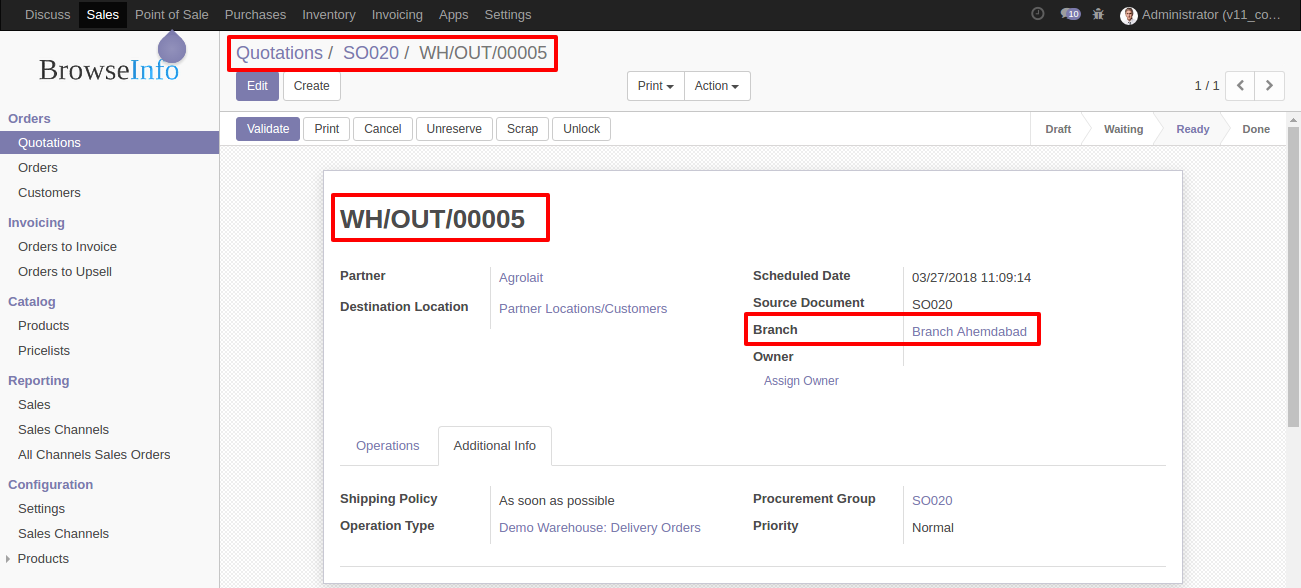 Discuss Sales Point of Sale Purchases Inventory Invoicing Apps Settings 10 Administrator (v11_co...
BrowseInfo
Quotations / SO020 / WH/OUT/00005
Edit Create Print Action 1 / 1
Validate Print Cancel Unreserve Scrap Unlock Draft Waiting Ready Done
Orders
Quotations
Orders
Customers
Invoicing
Orders to Invoice
Orders to Upsell
Catalog
Products
Pricelists
Reporting
Sales
Sales Channels
All Channels Sales Orders
Configuration
Settings
Sales Channels
Products
WH/OUT/00005
Partner Agrolait
Destination Location Partner Locations/Customers
Scheduled Date 03/27/2018 11:09:14
Source Document SO020
Branch Branch Ahemdabad
Owner
Assign Owner
Operations Additional Info
Shipping Policy As soon as possible
Operation Type Demo Warehouse: Delivery Orders
Procurement Group SO020
Priority Normal